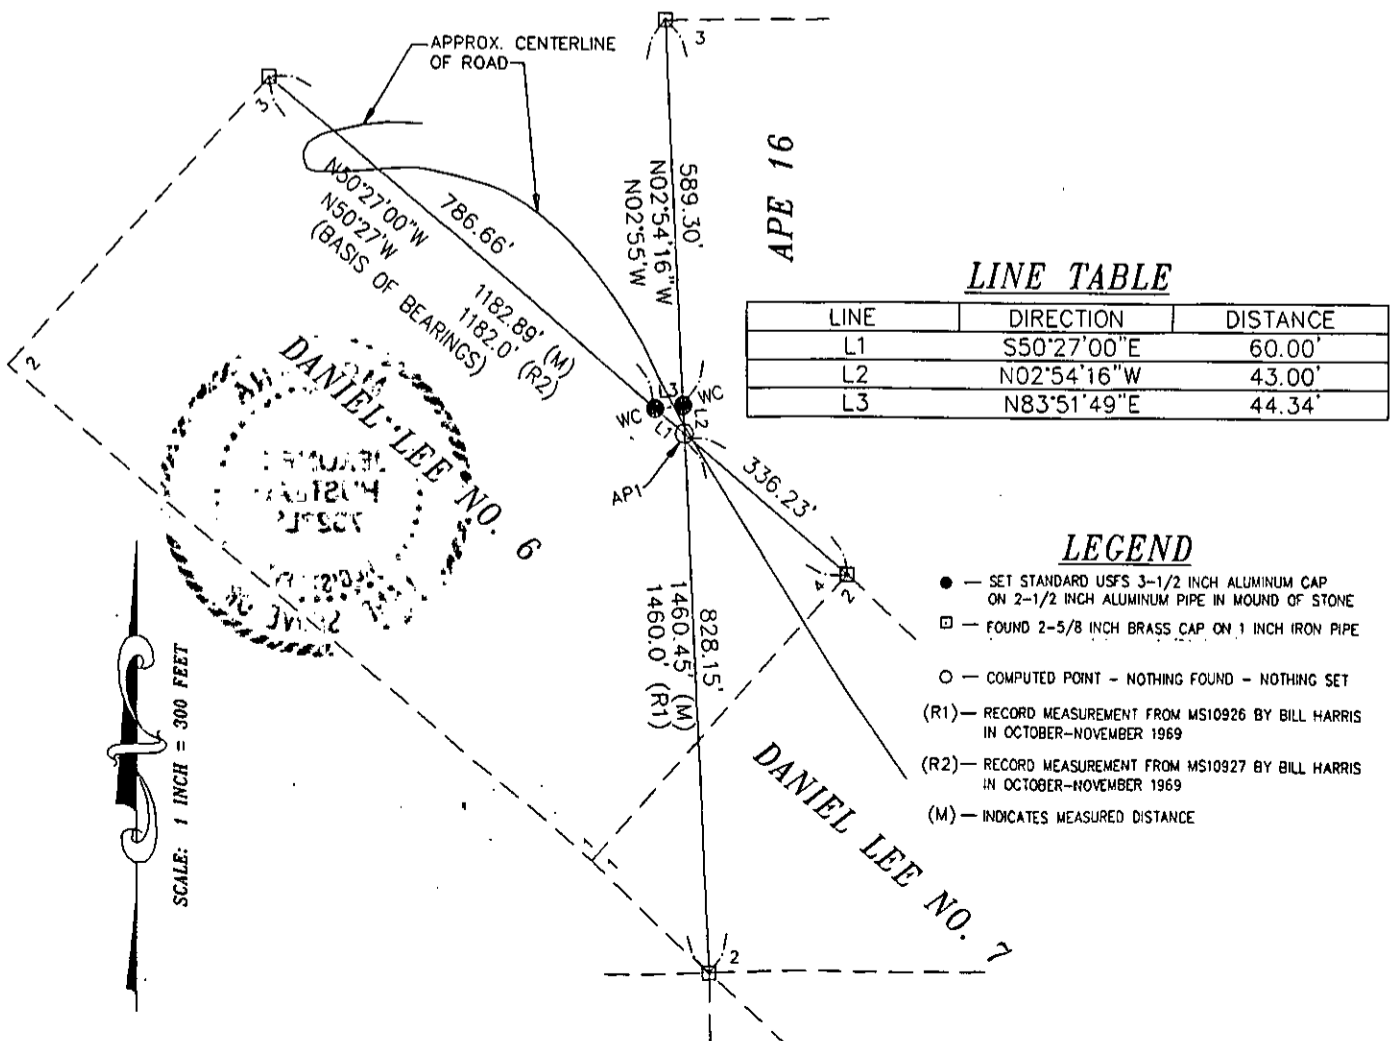 APPROX. CENTERLINE
OF ROAD
3
3
APE 16
589.30'
N02°54'16"W
N02°55'W
N50°27'00"W
N50°27'W
(BASIS OF BEARINGS)
786.66'
1182.89' (M)
1182.0' (R2)
2
DANIEL LEE NO. 6
LINE TABLE
LINE DIRECTION DISTANCE
L1 S50°27'00"E 60.00'
L2 N02°54'16"W 43.00'
L3 N83°51'49"E 44.34'
WC
L3
WC
L2
L1
AP1
336.23'
4
2
828.15'
1460.45' (M)
1460.0' (R1)
LEGEND
— SET STANDARD USFS 3-1/2 INCH ALUMINUM CAP
ON 2-1/2 INCH ALUMINUM PIPE IN MOUND OF STONE
— FOUND 2-5/8 INCH BRASS CAP ON 1 INCH IRON PIPE
— COMPUTED POINT - NOTHING FOUND - NOTHING SET
(R1) — RECORD MEASUREMENT FROM MS10926 BY BILL HARRIS
IN OCTOBER-NOVEMBER 1969
(R2) — RECORD MEASUREMENT FROM MS10927 BY BILL HARRIS
IN OCTOBER-NOVEMBER 1969
(M) — INDICATES MEASURED DISTANCE
SCALE: 1 INCH = 300 FEET
DANIEL LEE NO. 7
1
2